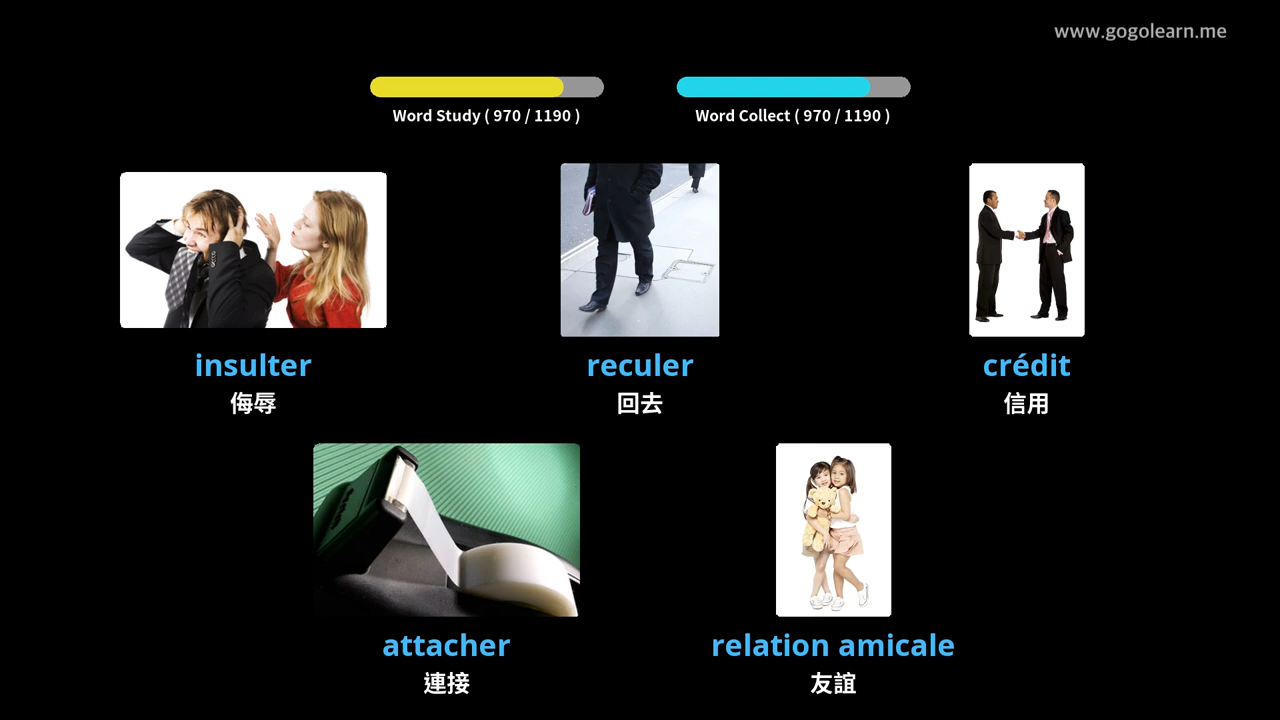 www.gogolearn.me
Word Study ( 970 / 1190 )
Word Collect ( 970 / 1190 )
insulter
侮辱
reculer
回去
crédit
信用
attacher
連接
relation amicale
友誼